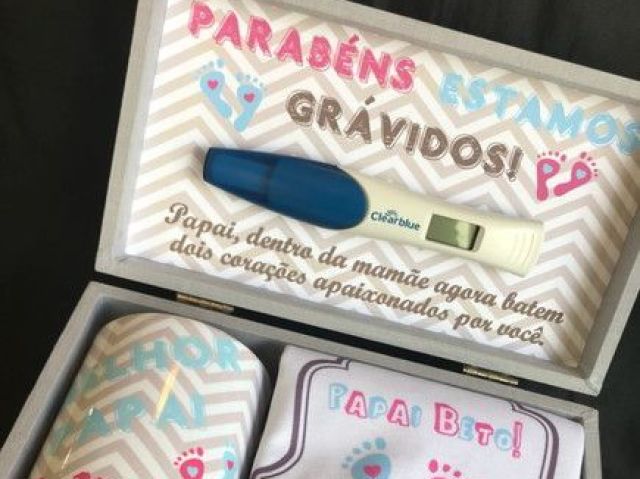 PARABÉNS ESTAMOS
GRÁVIDOS!
Clearblue
Papai, dentro da mamãe agora batem
dois corações apaixonados por você.
PAPAI
PAPAI BETO!